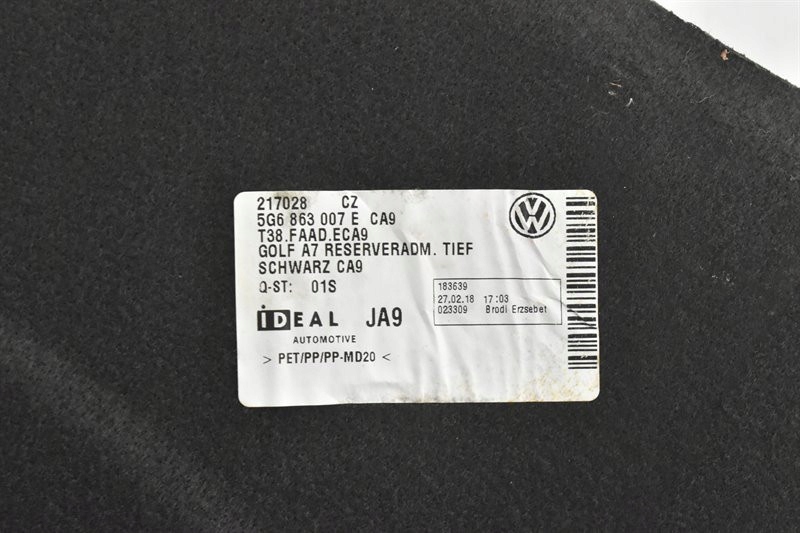 217028 CZ
5G6 863 007 E CA9
T38.FAAD.ECA9
GOLF A7 RESERVERADM. TIEF
SCHWARZ CA9
Q-ST: 01S
IDEAL JA9
AUTOMOTIVE
> PET/PP/PP-MD20 <
VW
183639
27.02.18 17:03
023309 Brodi Erzsebet